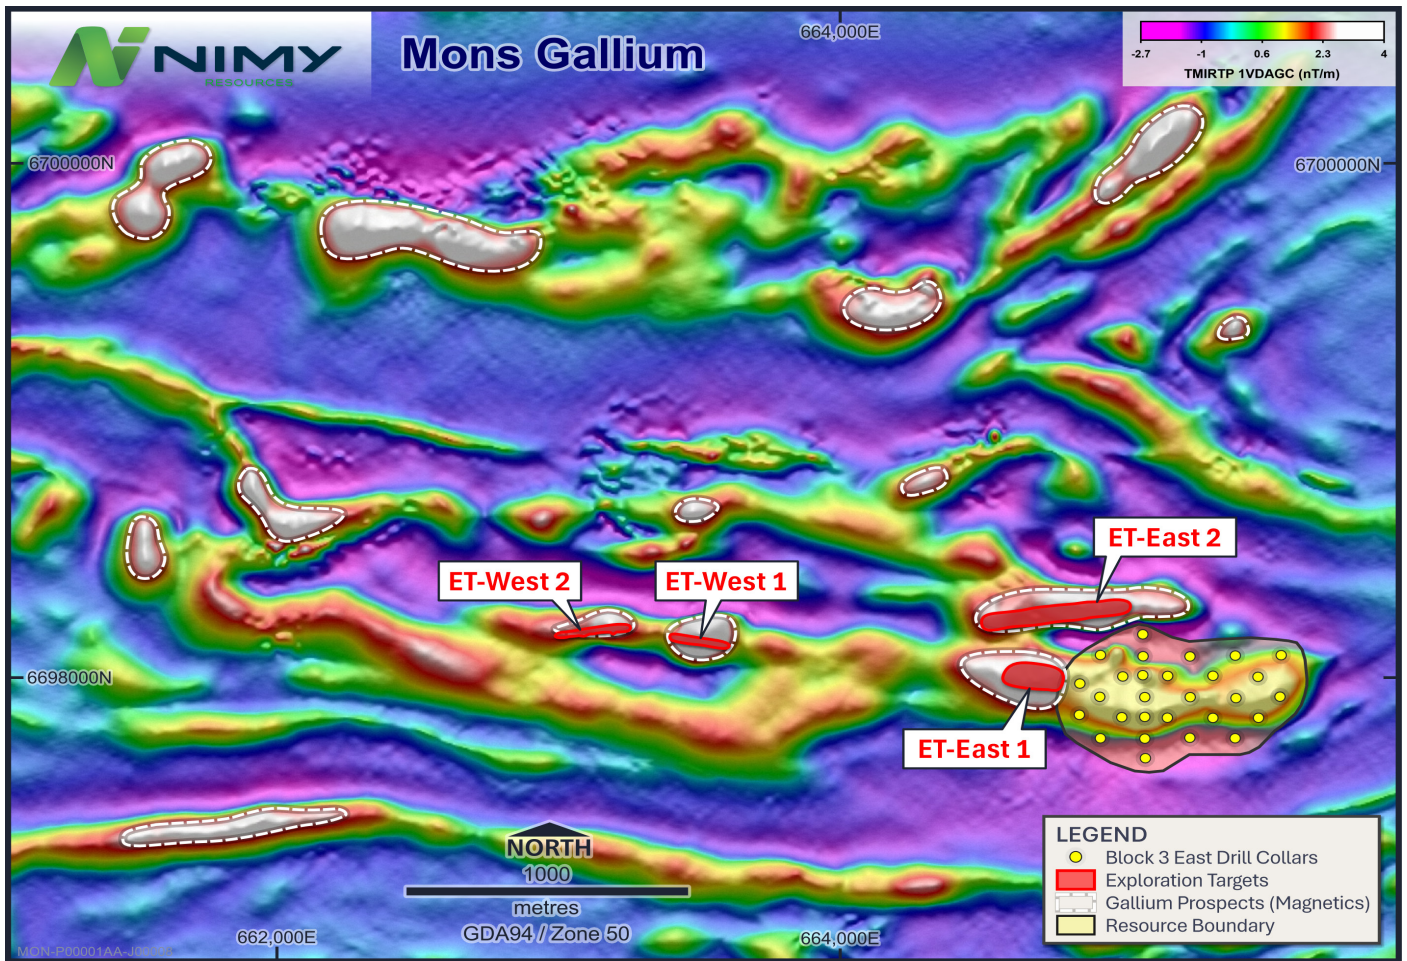 NIMY
RESOURCES
Mons Gallium
664,000E
-2.7 -1 0.6 2.3 4
TMIRTP 1VDAGC (nT/m)
6700000N
6700000N
ET-East 2
ET-West 2
ET-West 1
6698000N
ET-East 1
NORTH
1000
metres
GDA94 / Zone 50
662,000E
664,000E
LEGEND
Block 3 East Drill Collars
Exploration Targets
Gallium Prospects (Magnetics)
Resource Boundary